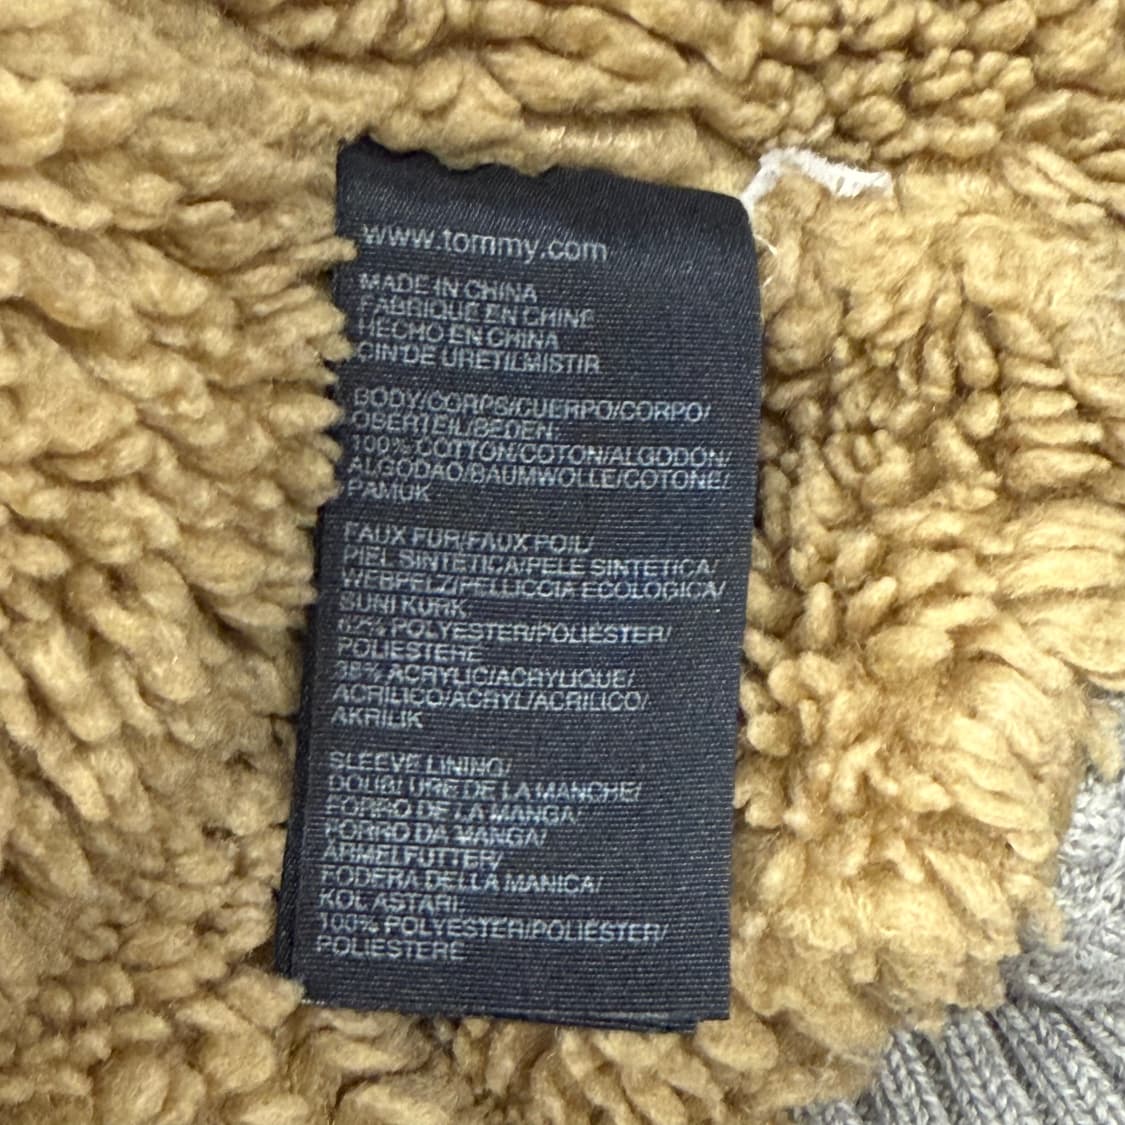 www.tommy.com
MADE IN CHINA
FABRIQUE EN CHINE
HECHO EN CHINA
CIN'DE URETILMISTIR
BODY/CORPS/CUERPO/CORPO/
OBERTEIL/BEDEN:
100% COTTON/COTON/ALGODÓN/
ALGODAO/BAUMWOLLE/COTONE/
PAMUK
FAUX FUR/FAUX POIL/
PIEL SINTETICA/PELE SINTETICA/
WEBPELZ/PELLICCIA ECOLOGICA/
SUNI KURK
62% POLYESTER/POLIESTER/
POLIESTERE
38% ACRYLIC/ACRYLIQUE/
ACRILICO/ACRYL/ACRILICO/
AKRILIK
SLEEVE LINING/
DOUBLURE DE LA MANCHE/
FORRO DE LA MANGA/
FORRO DA MANGA/
ARMELFUTTER/
FODERA DELLA MANICA/
KOL ASTARI:
100% POLYESTER/POLIESTER/
POLIESTERE